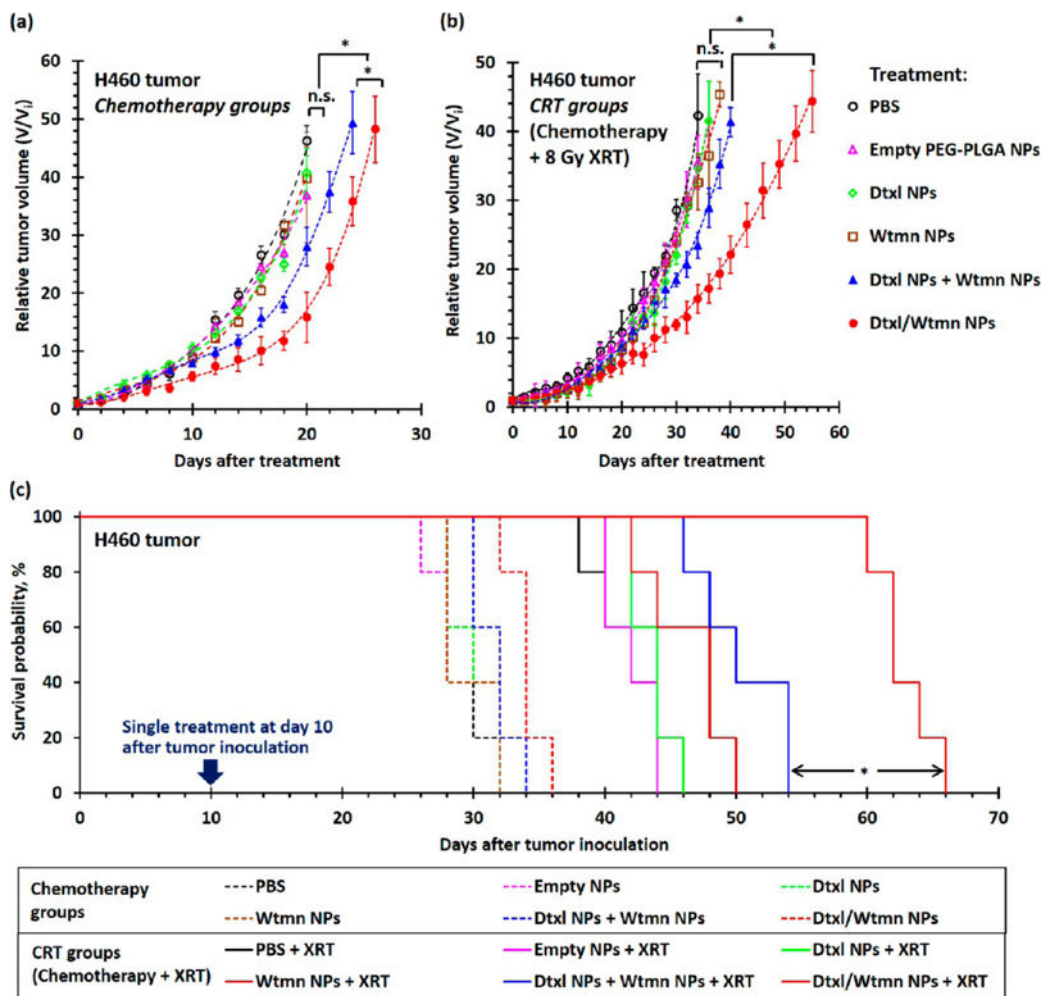 (a)
H460 tumor
Chemotherapy groups
*
*
n.s.
Relative tumor volume (V/Vi)
60
50
40
30
20
10
0
0 10 20 30
Days after treatment
(b)
H460 tumor
CRT groups
(Chemotherapy
+ 8 Gy XRT)
*
n.s.
*
Relative tumor volume (V/Vi)
50
40
30
20
10
0
0 10 20 30 40 50 60
Days after treatment
Treatment:
PBS
Empty PEG-PLGA NPs
Dtxl NPs
Wtmn NPs
Dtxl NPs + Wtmn NPs
Dtxl/Wtmn NPs
(c)
H460 tumor
Survival probability, %
100
80
60
40
20
0
Single treatment at day 10
after tumor inoculation
*
0 10 20 30 40 50 60 70
Days after tumor inoculation
Chemotherapy
groups
PBS Empty NPs Dtxl NPs
Wtmn NPs Dtxl NPs + Wtmn NPs Dtxl/Wtmn NPs
CRT groups
(Chemotherapy + XRT)
PBS + XRT Empty NPs + XRT Dtxl NPs + XRT
Wtmn NPs + XRT Dtxl NPs + Wtmn NPs + XRT Dtxl/Wtmn NPs + XRT